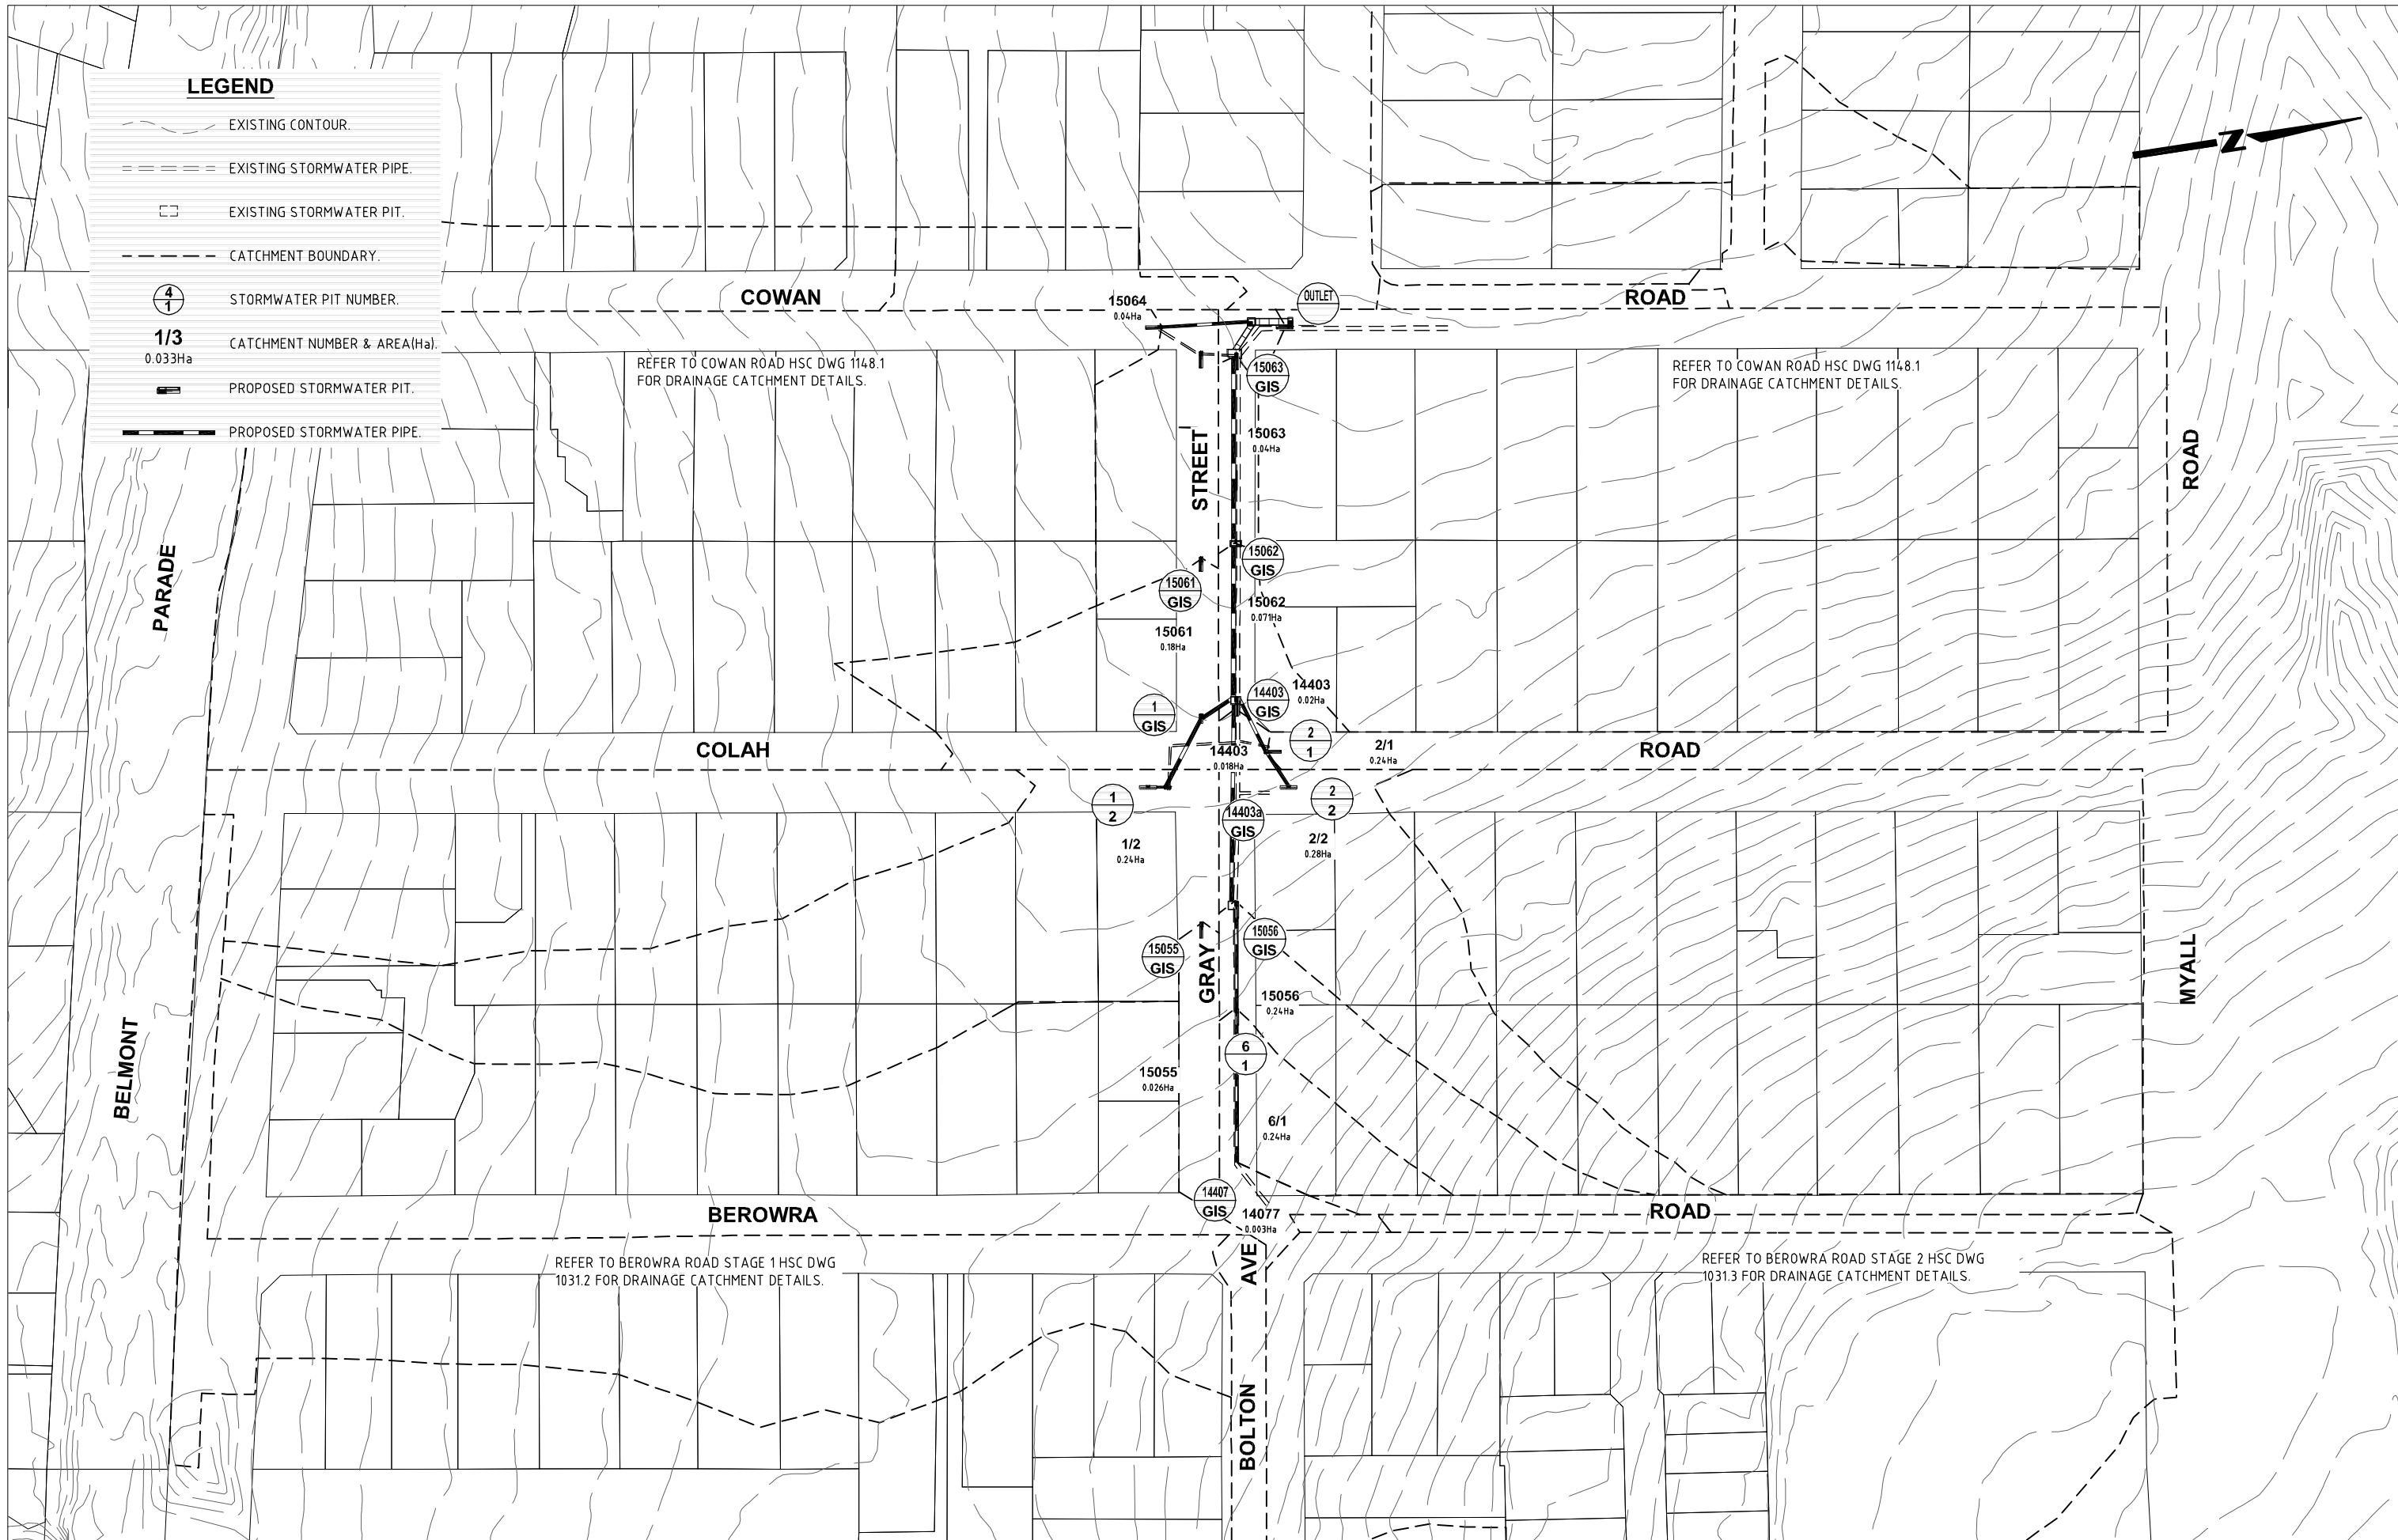 LEGEND
EXISTING CONTOUR.
EXISTING STORMWATER PIPE.
EXISTING STORMWATER PIT.
CATCHMENT BOUNDARY.
4
1
STORMWATER PIT NUMBER.
1/3
0.033Ha
CATCHMENT NUMBER & AREA(Ha).
PROPOSED STORMWATER PIT.
PROPOSED STORMWATER PIPE.
Z
COWAN
15064
0.04Ha
OUTLET
ROAD
REFER TO COWAN ROAD HSC DWG 1148.1
FOR DRAINAGE CATCHMENT DETAILS.
15063
GIS
REFER TO COWAN ROAD HSC DWG 1148.1
FOR DRAINAGE CATCHMENT DETAILS.
STREET
15063
0.04Ha
ROAD
PARADE
15062
GIS
15061
GIS
15062
0.071Ha
15061
0.18Ha
14403
GIS
14403
0.02Ha
1
GIS
2
1
COLAH
14403
0.018Ha
2/1
0.24Ha
ROAD
1
2
14403a
GIS
2
2
1/2
0.24Ha
2/2
0.28Ha
15055
GIS
GRAY
15056
GIS
15056
0.24Ha
MYALL
BELMONT
6
1
15055
0.026Ha
6/1
0.24Ha
14407
GIS
BEROWRA
14077
0.003Ha
ROAD
REFER TO BEROWRA ROAD STAGE 1 HSC DWG
1031.2 FOR DRAINAGE CATCHMENT DETAILS.
AVE
REFER TO BEROWRA ROAD STAGE 2 HSC DWG
1031.3 FOR DRAINAGE CATCHMENT DETAILS.
BOLTON